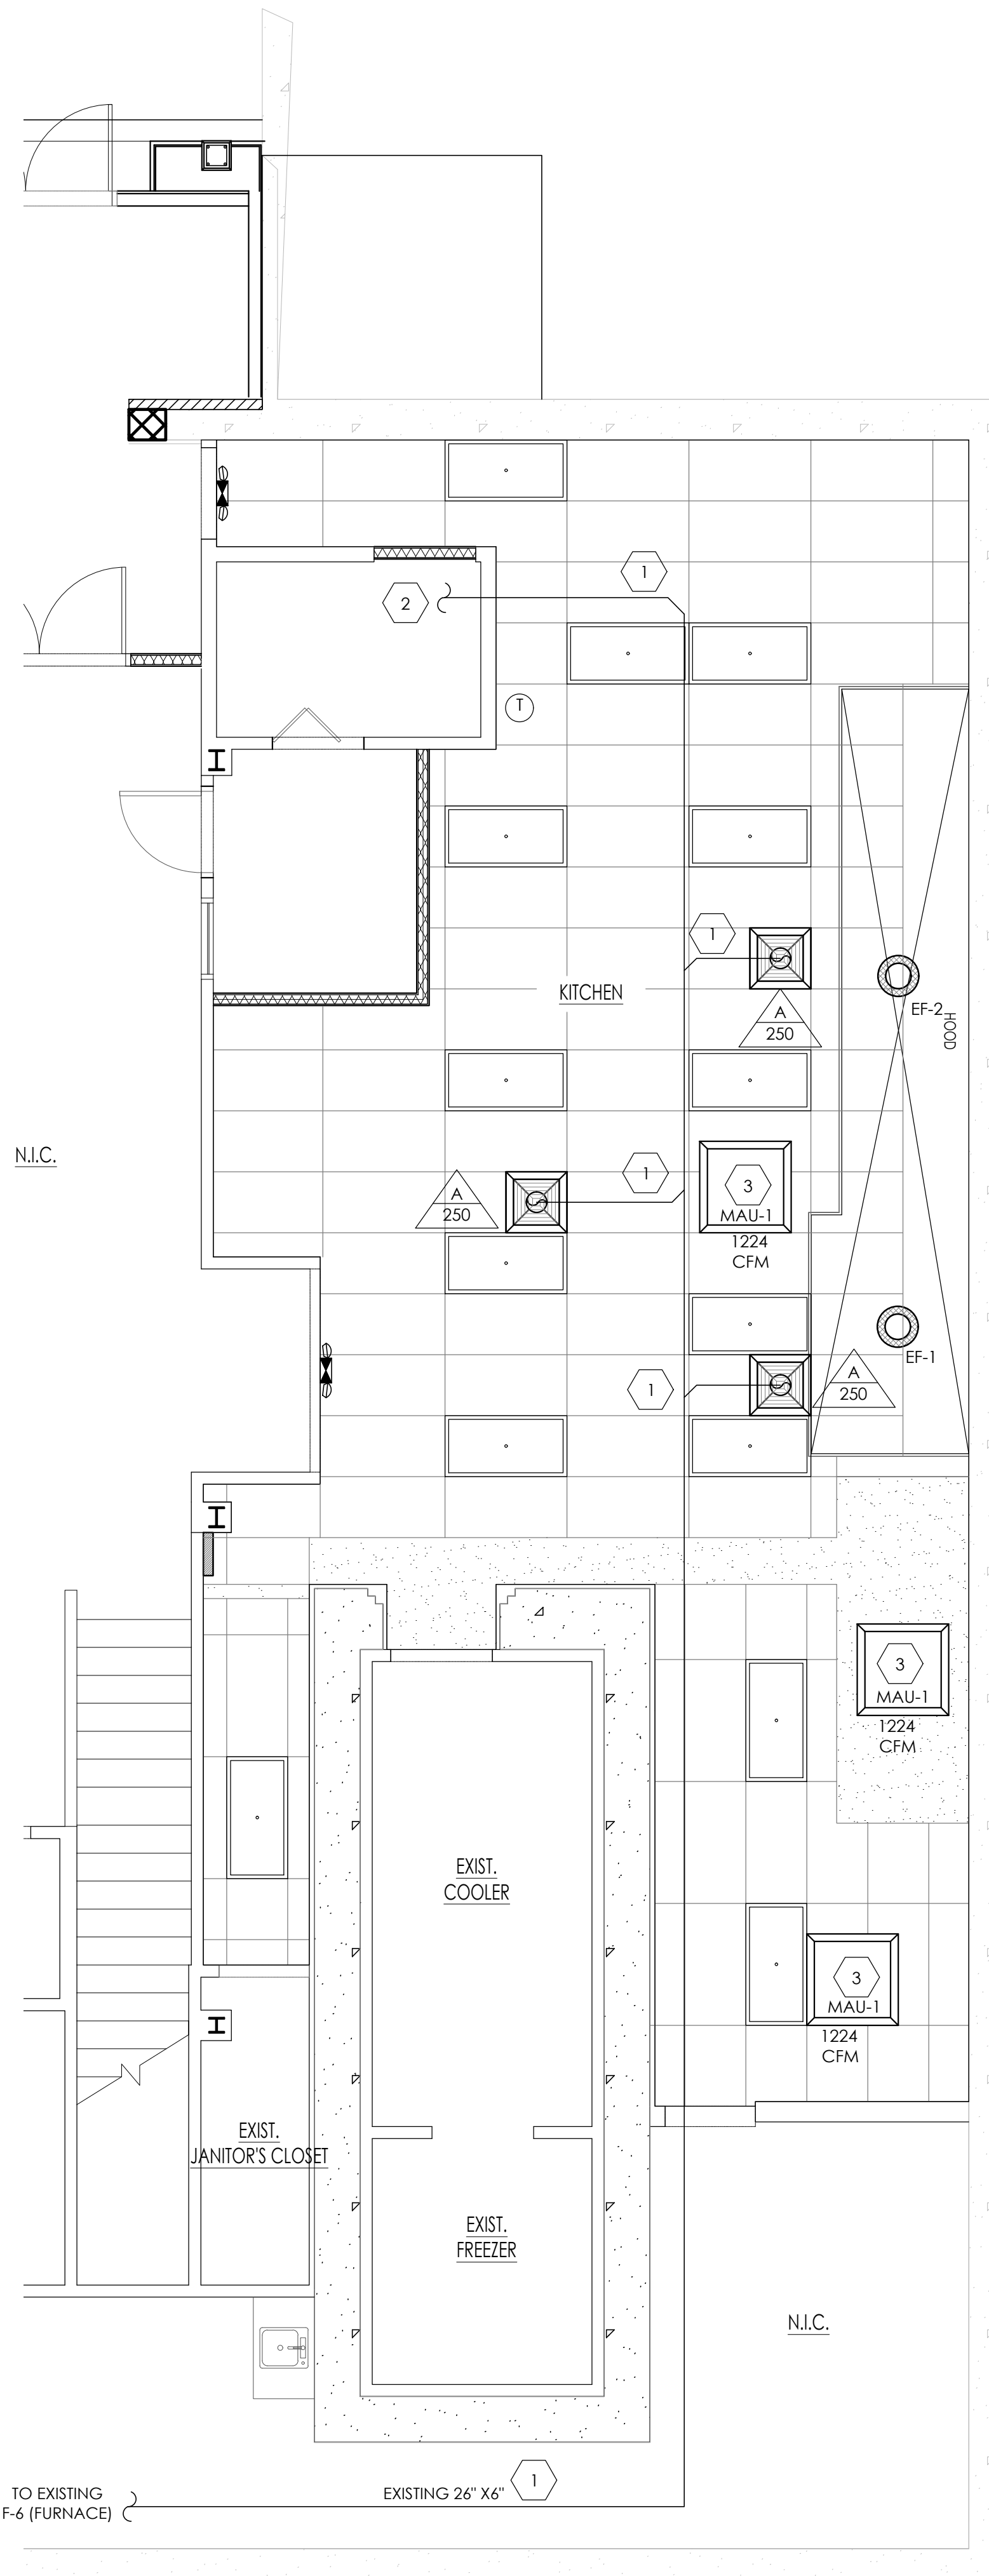 1
2
T
1
KITCHEN
A
250
EF-2
HOOD
N.I.C.
1
A
250
3
MAU-1
1224
CFM
EF-1
1
A
250
3
MAU-1
1224
CFM
EXIST.
COOLER
3
MAU-1
1224
CFM
EXIST.
JANITOR'S CLOSET
EXIST.
FREEZER
N.I.C.
TO EXISTING
F-6 (FURNACE)
EXISTING 26" X6"
1